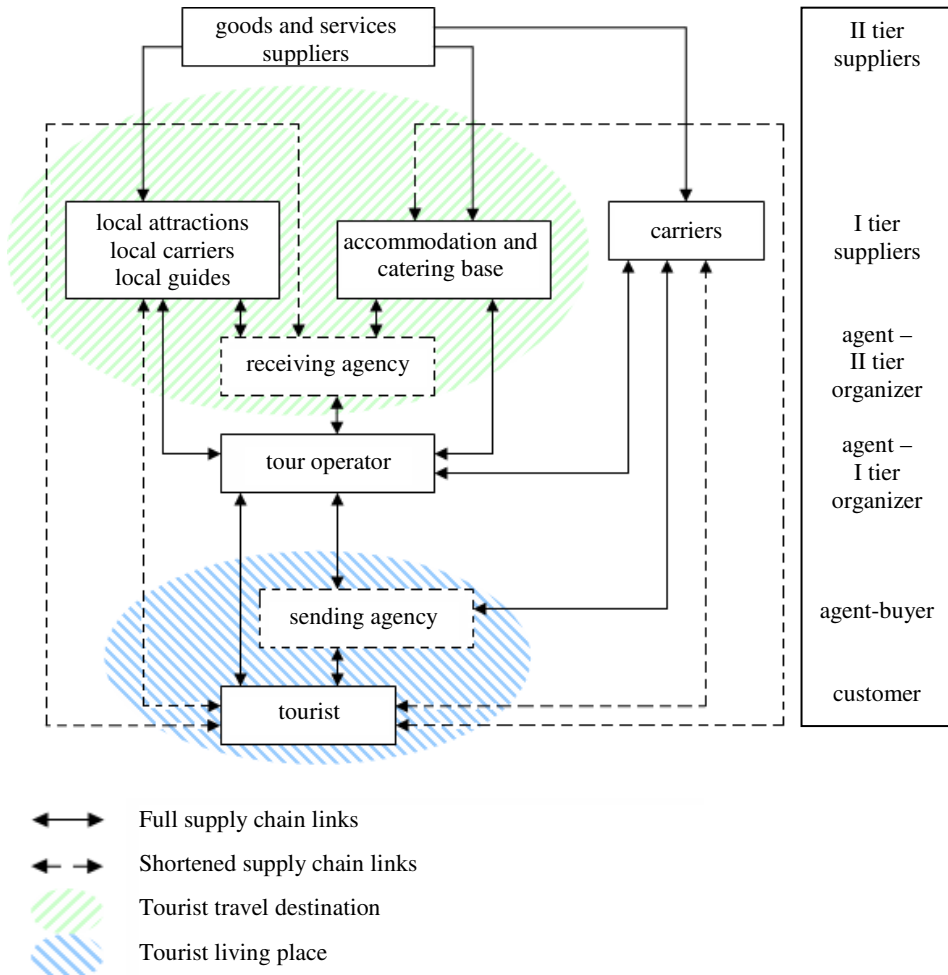 goods and services
suppliers
II tier
suppliers
local attractions
local carriers
local guides
accommodation and
catering base
carriers
I tier
suppliers
receiving agency
agent –
II tier
organizer
tour operator
agent –
I tier
organizer
sending agency
agent-buyer
tourist
customer
Full supply chain links
Shortened supply chain links
Tourist travel destination
Tourist living place